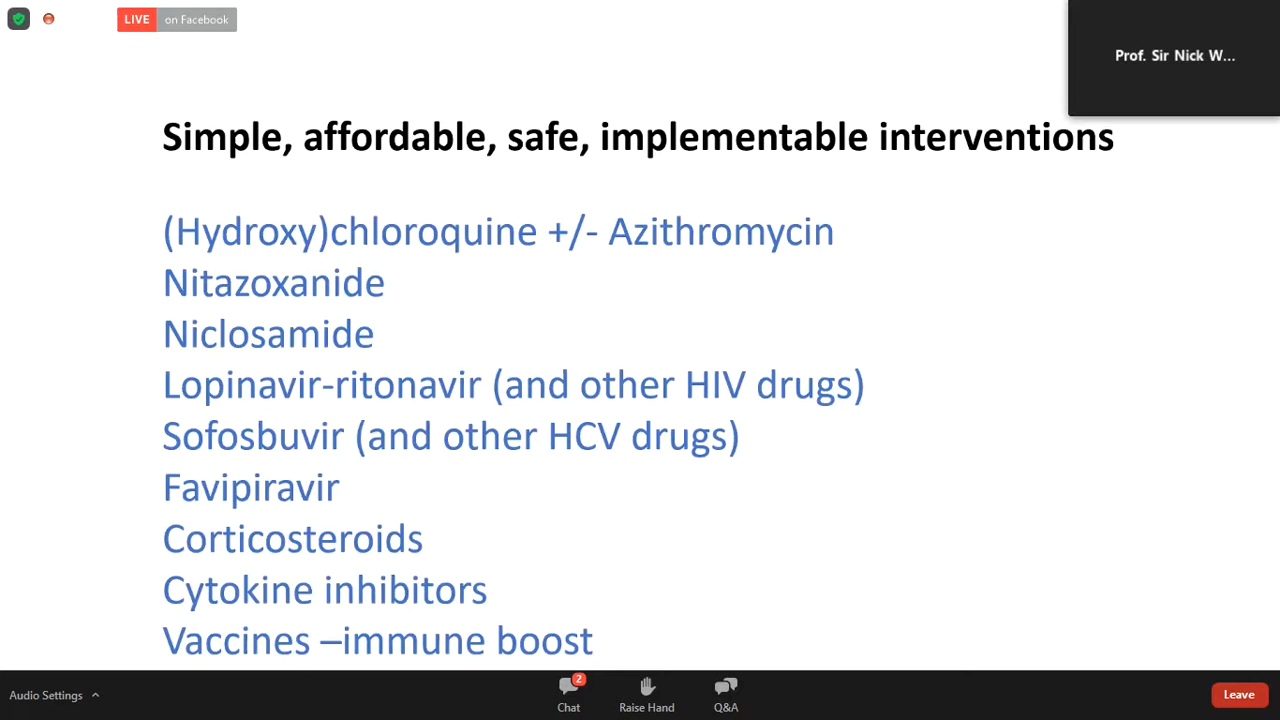 LIVE on Facebook
Prof. Sir Nick W...
Simple, affordable, safe, implementable interventions
(Hydroxy)chloroquine +/- Azithromycin
Nitazoxanide
Niclosamide
Lopinavir-ritonavir (and other HIV drugs)
Sofosbuvir (and other HCV drugs)
Favipiravir
Corticosteroids
Cytokine inhibitors
Vaccines –immune boost
Audio Settings
2
Chat
Raise Hand
Q&A
Leave